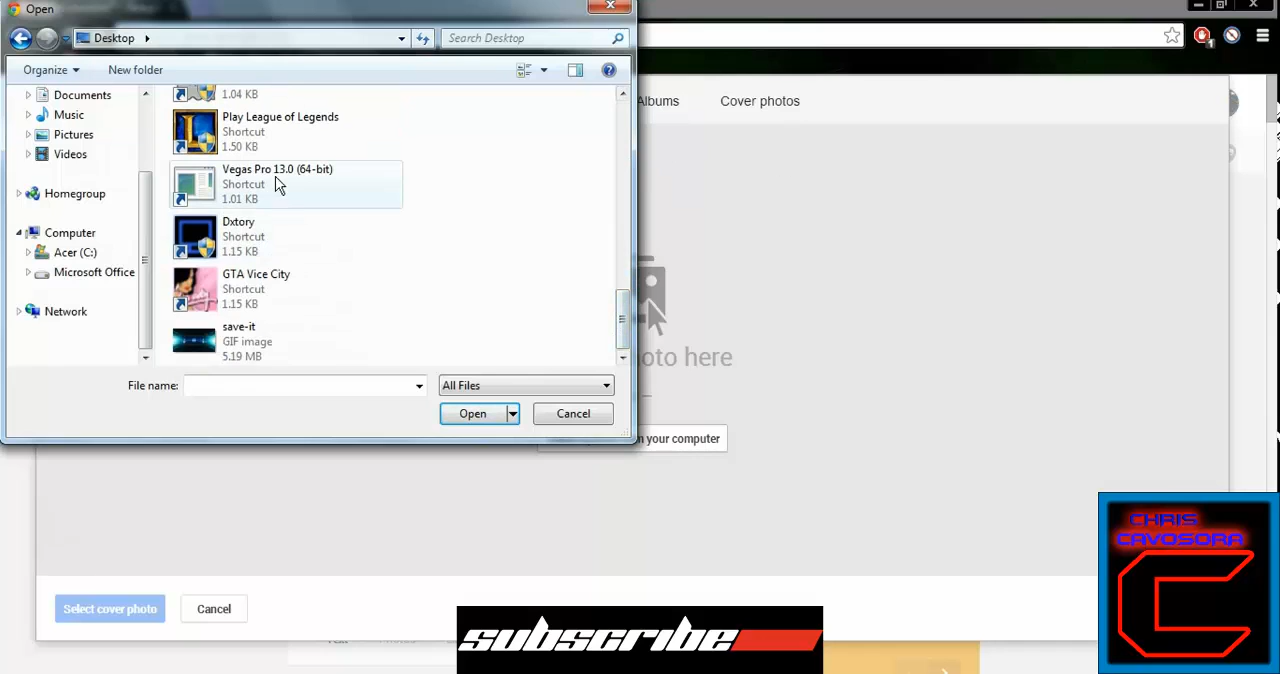 Open
Desktop
Search Desktop
Organize
New folder
Documents
Music
Pictures
Videos
Homegroup
Computer
Acer (C:)
Microsoft Office
Network
1.04 KB
Play League of Legends
Shortcut
1.50 KB
Vegas Pro 13.0 (64-bit)
Shortcut
1.01 KB
Dxtory
Shortcut
1.15 KB
GTA Vice City
Shortcut
1.15 KB
save-it
GIF image
5.19 MB
File name:
All Files
Open
Cancel
1
Albums
Cover photos
oto here
your computer
Select cover photo
Cancel
SUBSCRIBE
CHRIS
CAVOSORA
C